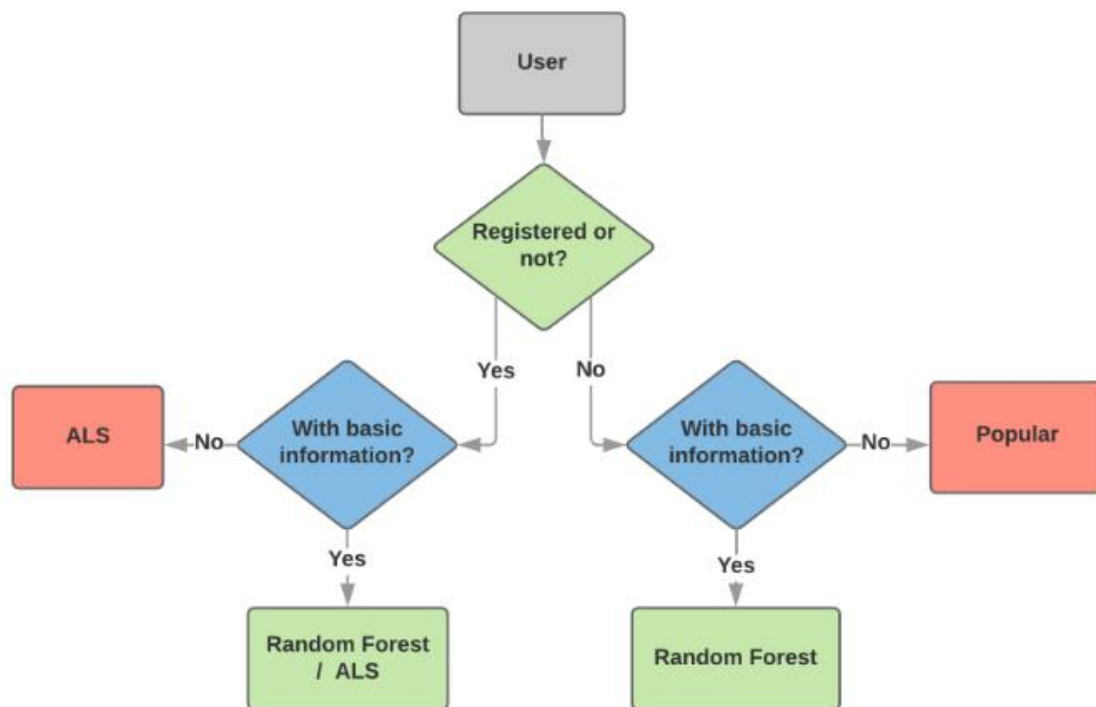 User
Registered or
not?
Yes
No
ALS
No
With basic
information?
With basic
information?
No
Popular
Yes
Yes
Random Forest
/ ALS
Random Forest